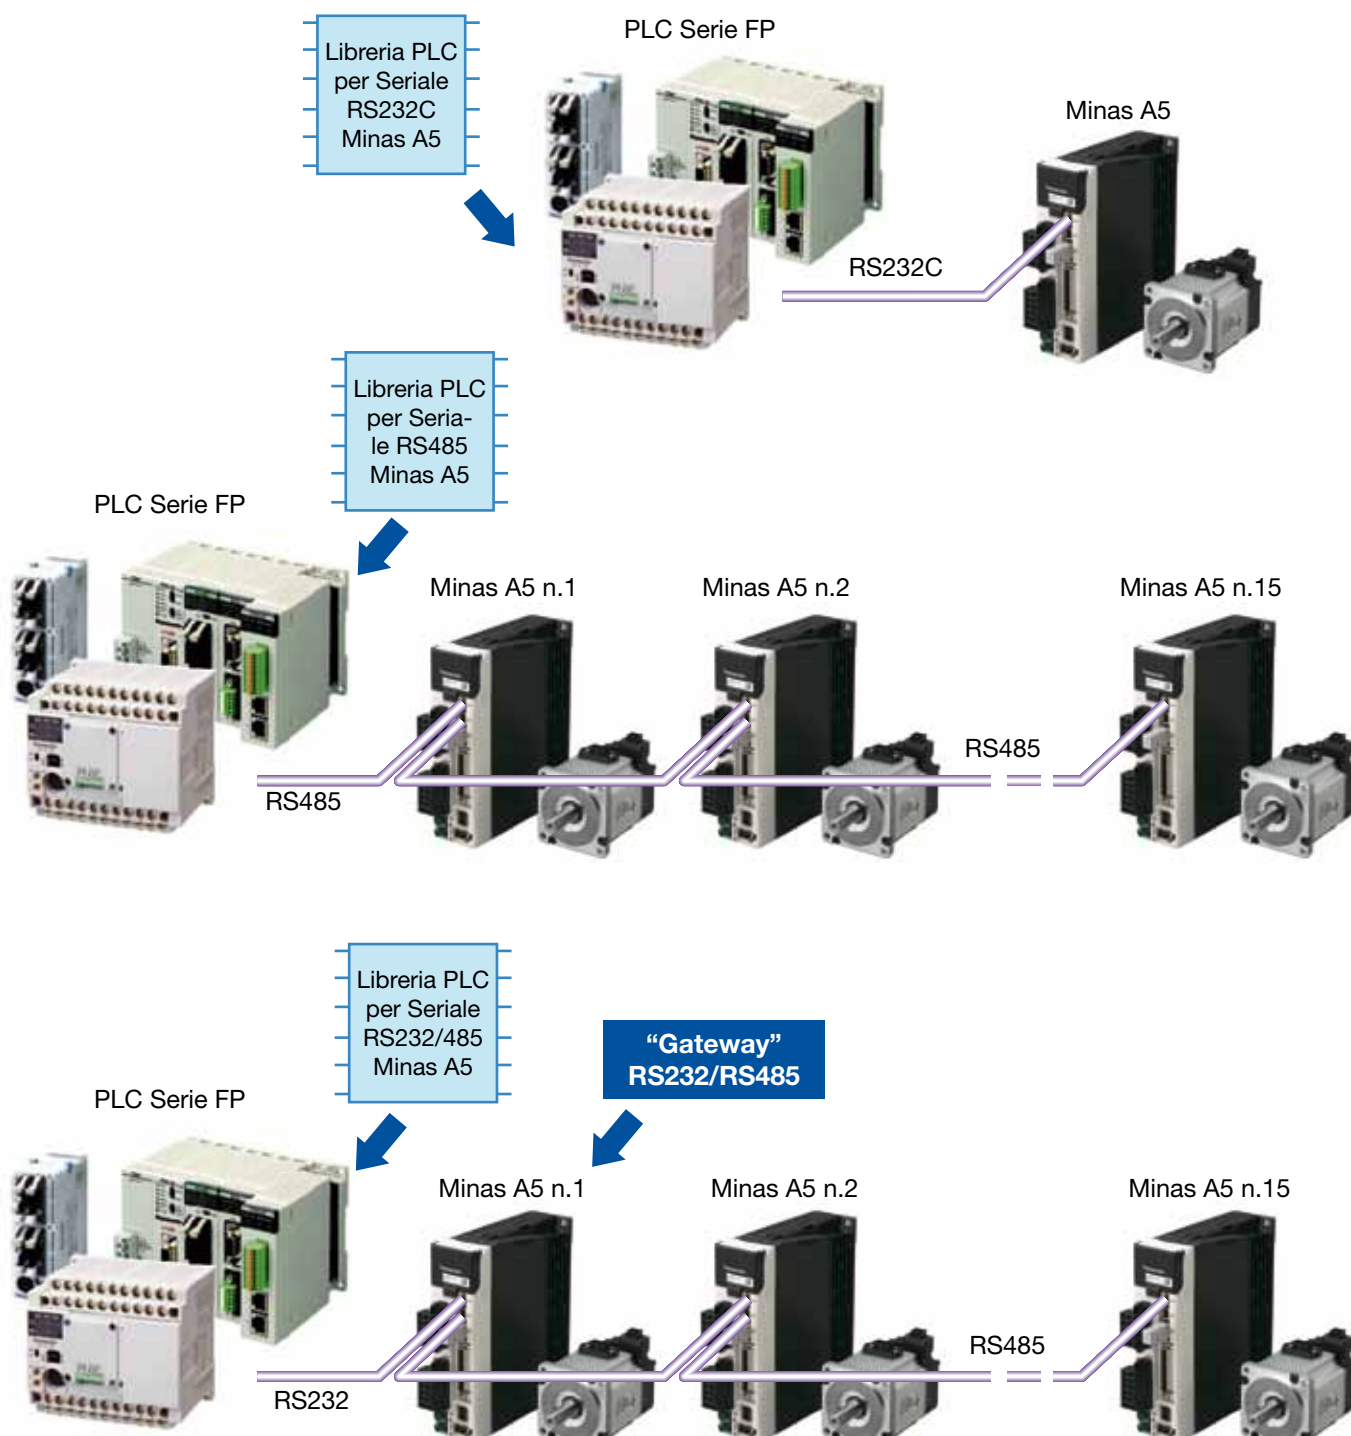 Libreria PLC
per Seriale
RS232C
Minas A5
PLC Serie FP
Minas A5
RS232C
Libreria PLC
per Seria-
le RS485
Minas A5
PLC Serie FP
Minas A5 n.1
Minas A5 n.2
Minas A5 n.15
RS485
RS485
Libreria PLC
per Seriale
RS232/485
Minas A5
“Gateway”
RS232/RS485
PLC Serie FP
Minas A5 n.1
Minas A5 n.2
Minas A5 n.15
RS485
RS232